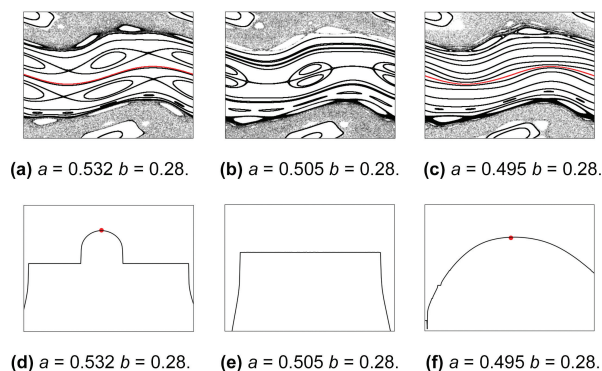 (a) a = 0.532 b = 0.28. (b) a = 0.505 b = 0.28. (c) a = 0.495 b = 0.28.
(d) a = 0.532 b = 0.28. (e) a = 0.505 b = 0.28. (f) a = 0.495 b = 0.28.